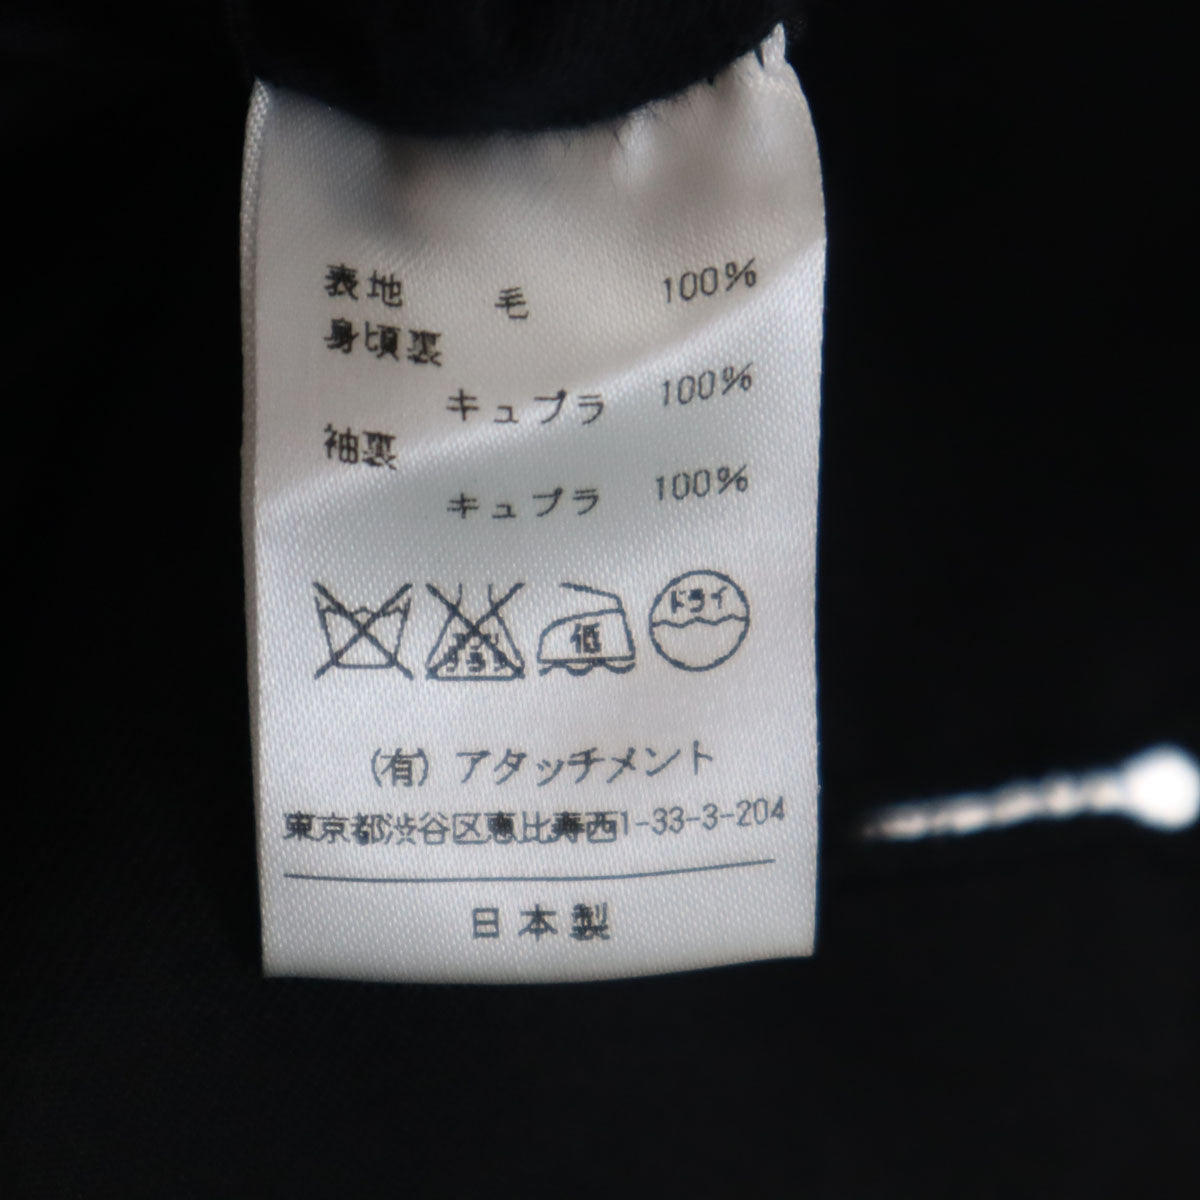 表地 毛 100%
身頃裏
キュプラ 100%
袖裏
キュプラ 100%
低 ドライ
(有) アタッチメント
東京都渋谷区恵比寿西1-33-3-204
日本製